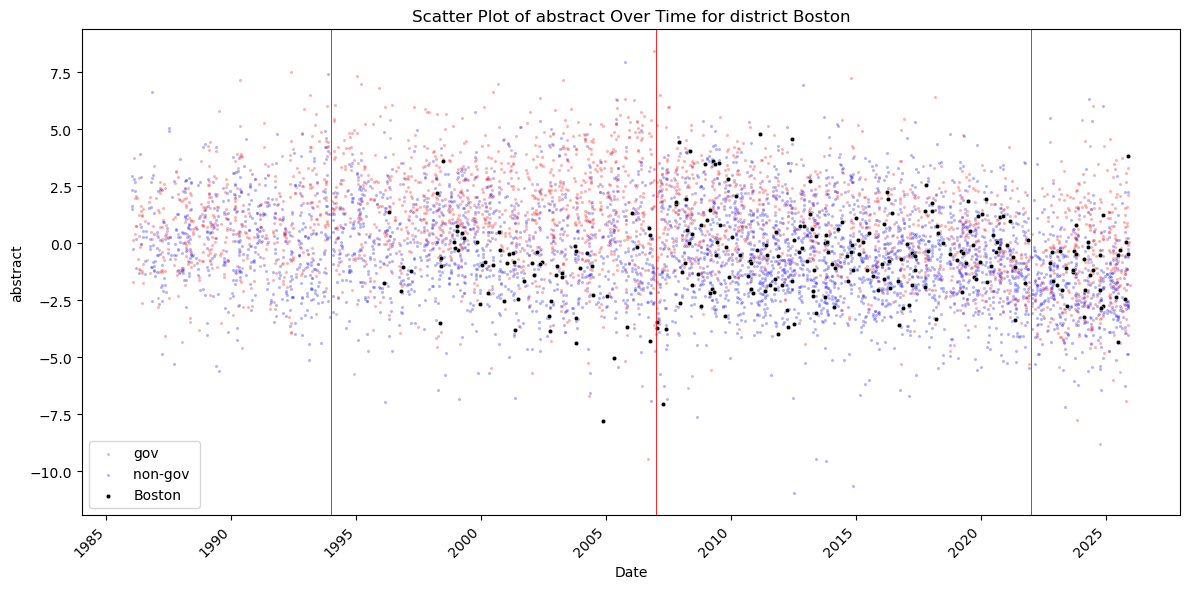 Scatter Plot of abstract Over Time for district Boston
abstract
7.5
5.0
2.5
0.0
−2.5
−5.0
−7.5
−10.0
gov
non-gov
Boston
1985
1990
1995
2000
2005
2010
2015
2020
2025
Date